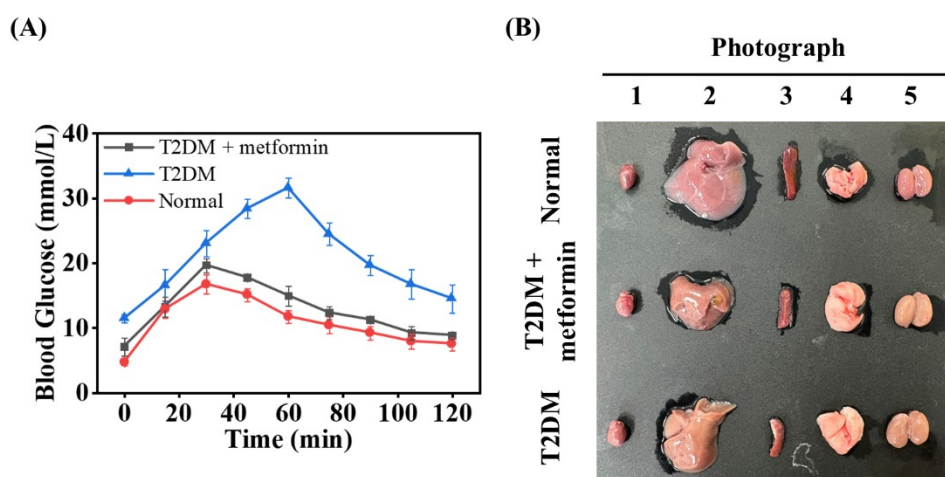 (A)
Blood Glucose (mmol/L)
40
30
20
10
0
T2DM + metformin
T2DM
Normal
0 20 40 60 80 100 120
Time (min)
(B)
Photograph
1 2 3 4 5
Normal
T2DM +
metformin
T2DM